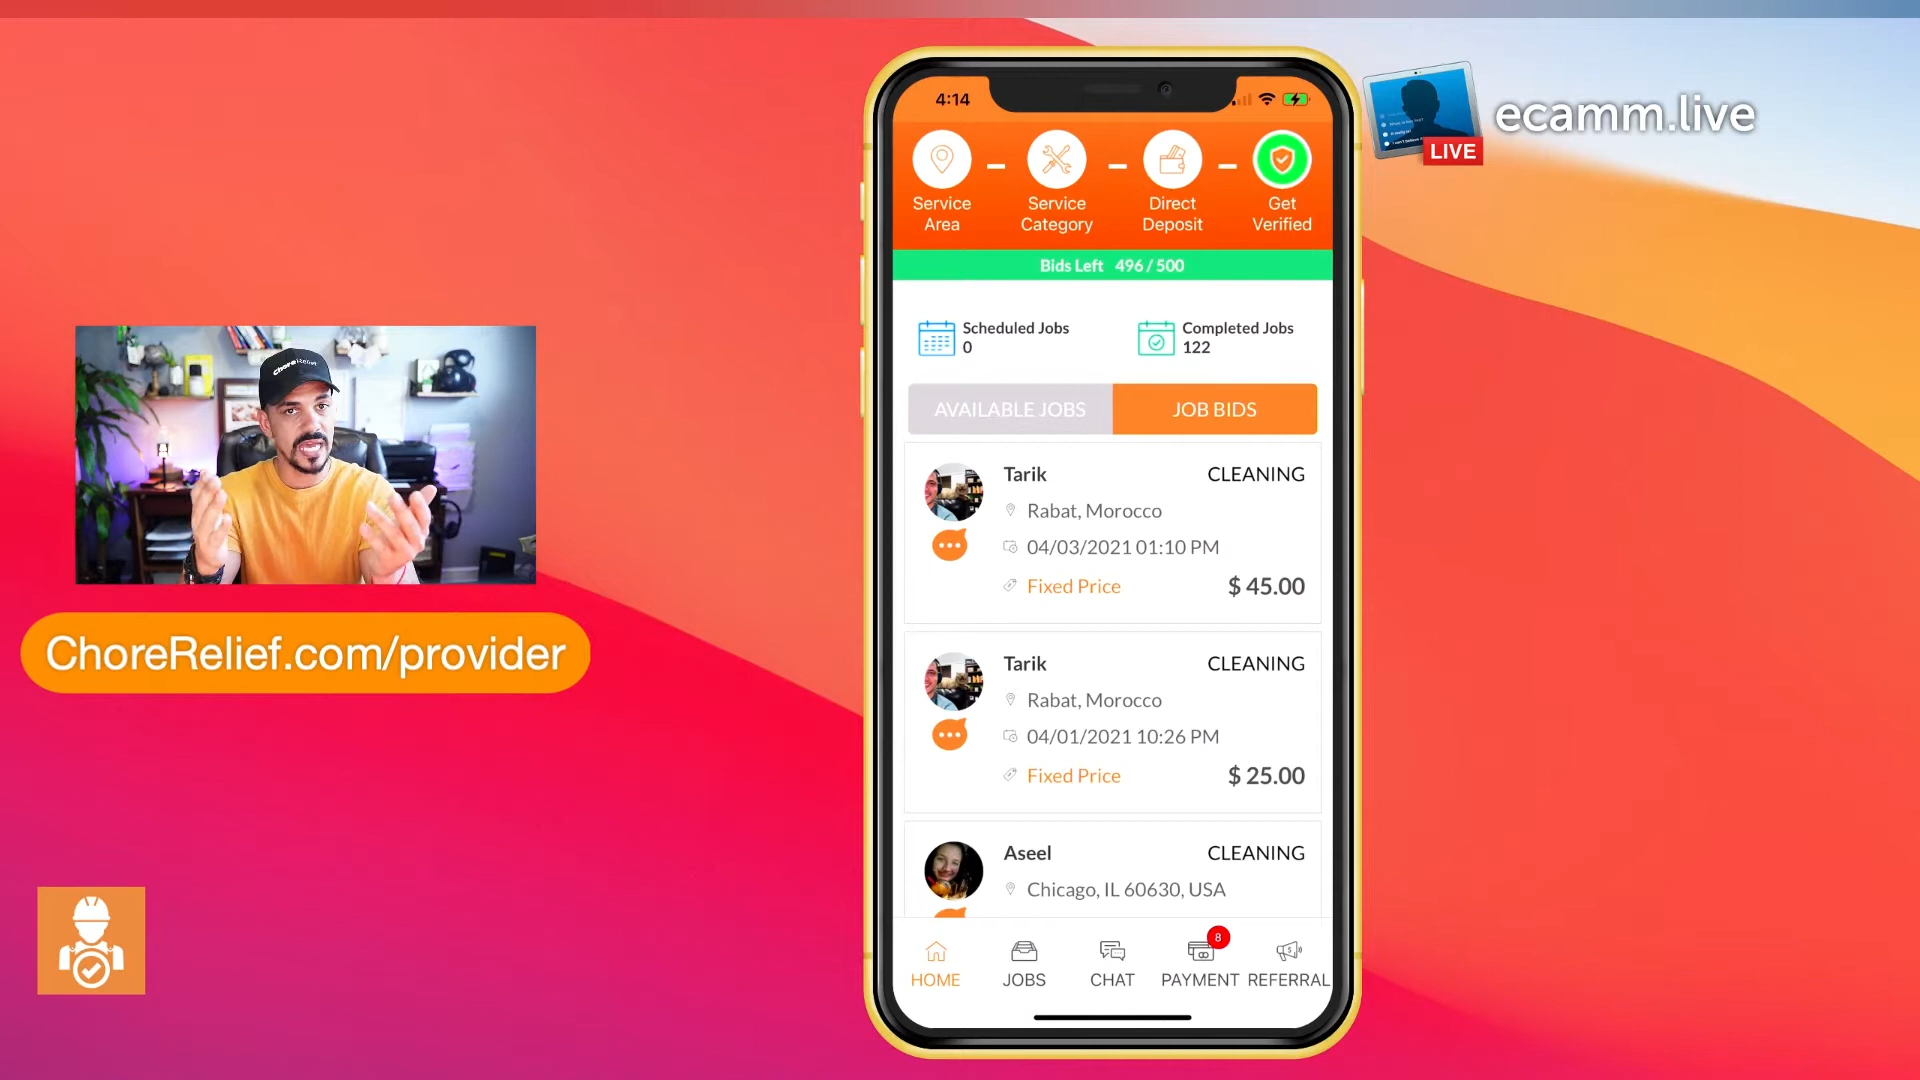 ecamm.live
LIVE
4:14
Service Area
Service Category
Direct Deposit
Get Verified
Bids Left 496 / 500
Scheduled Jobs
0
Completed Jobs
122
AVAILABLE JOBS
JOB BIDS
Tarik
CLEANING
Rabat, Morocco
04/03/2021 01:10 PM
Fixed Price
$ 45.00
Tarik
CLEANING
Rabat, Morocco
04/01/2021 10:26 PM
Fixed Price
$ 25.00
Aseel
CLEANING
Chicago, IL 60630, USA
8
HOME
JOBS
CHAT
PAYMENT
REFERRAL
ChoreRelief
ChoreRelief.com/provider